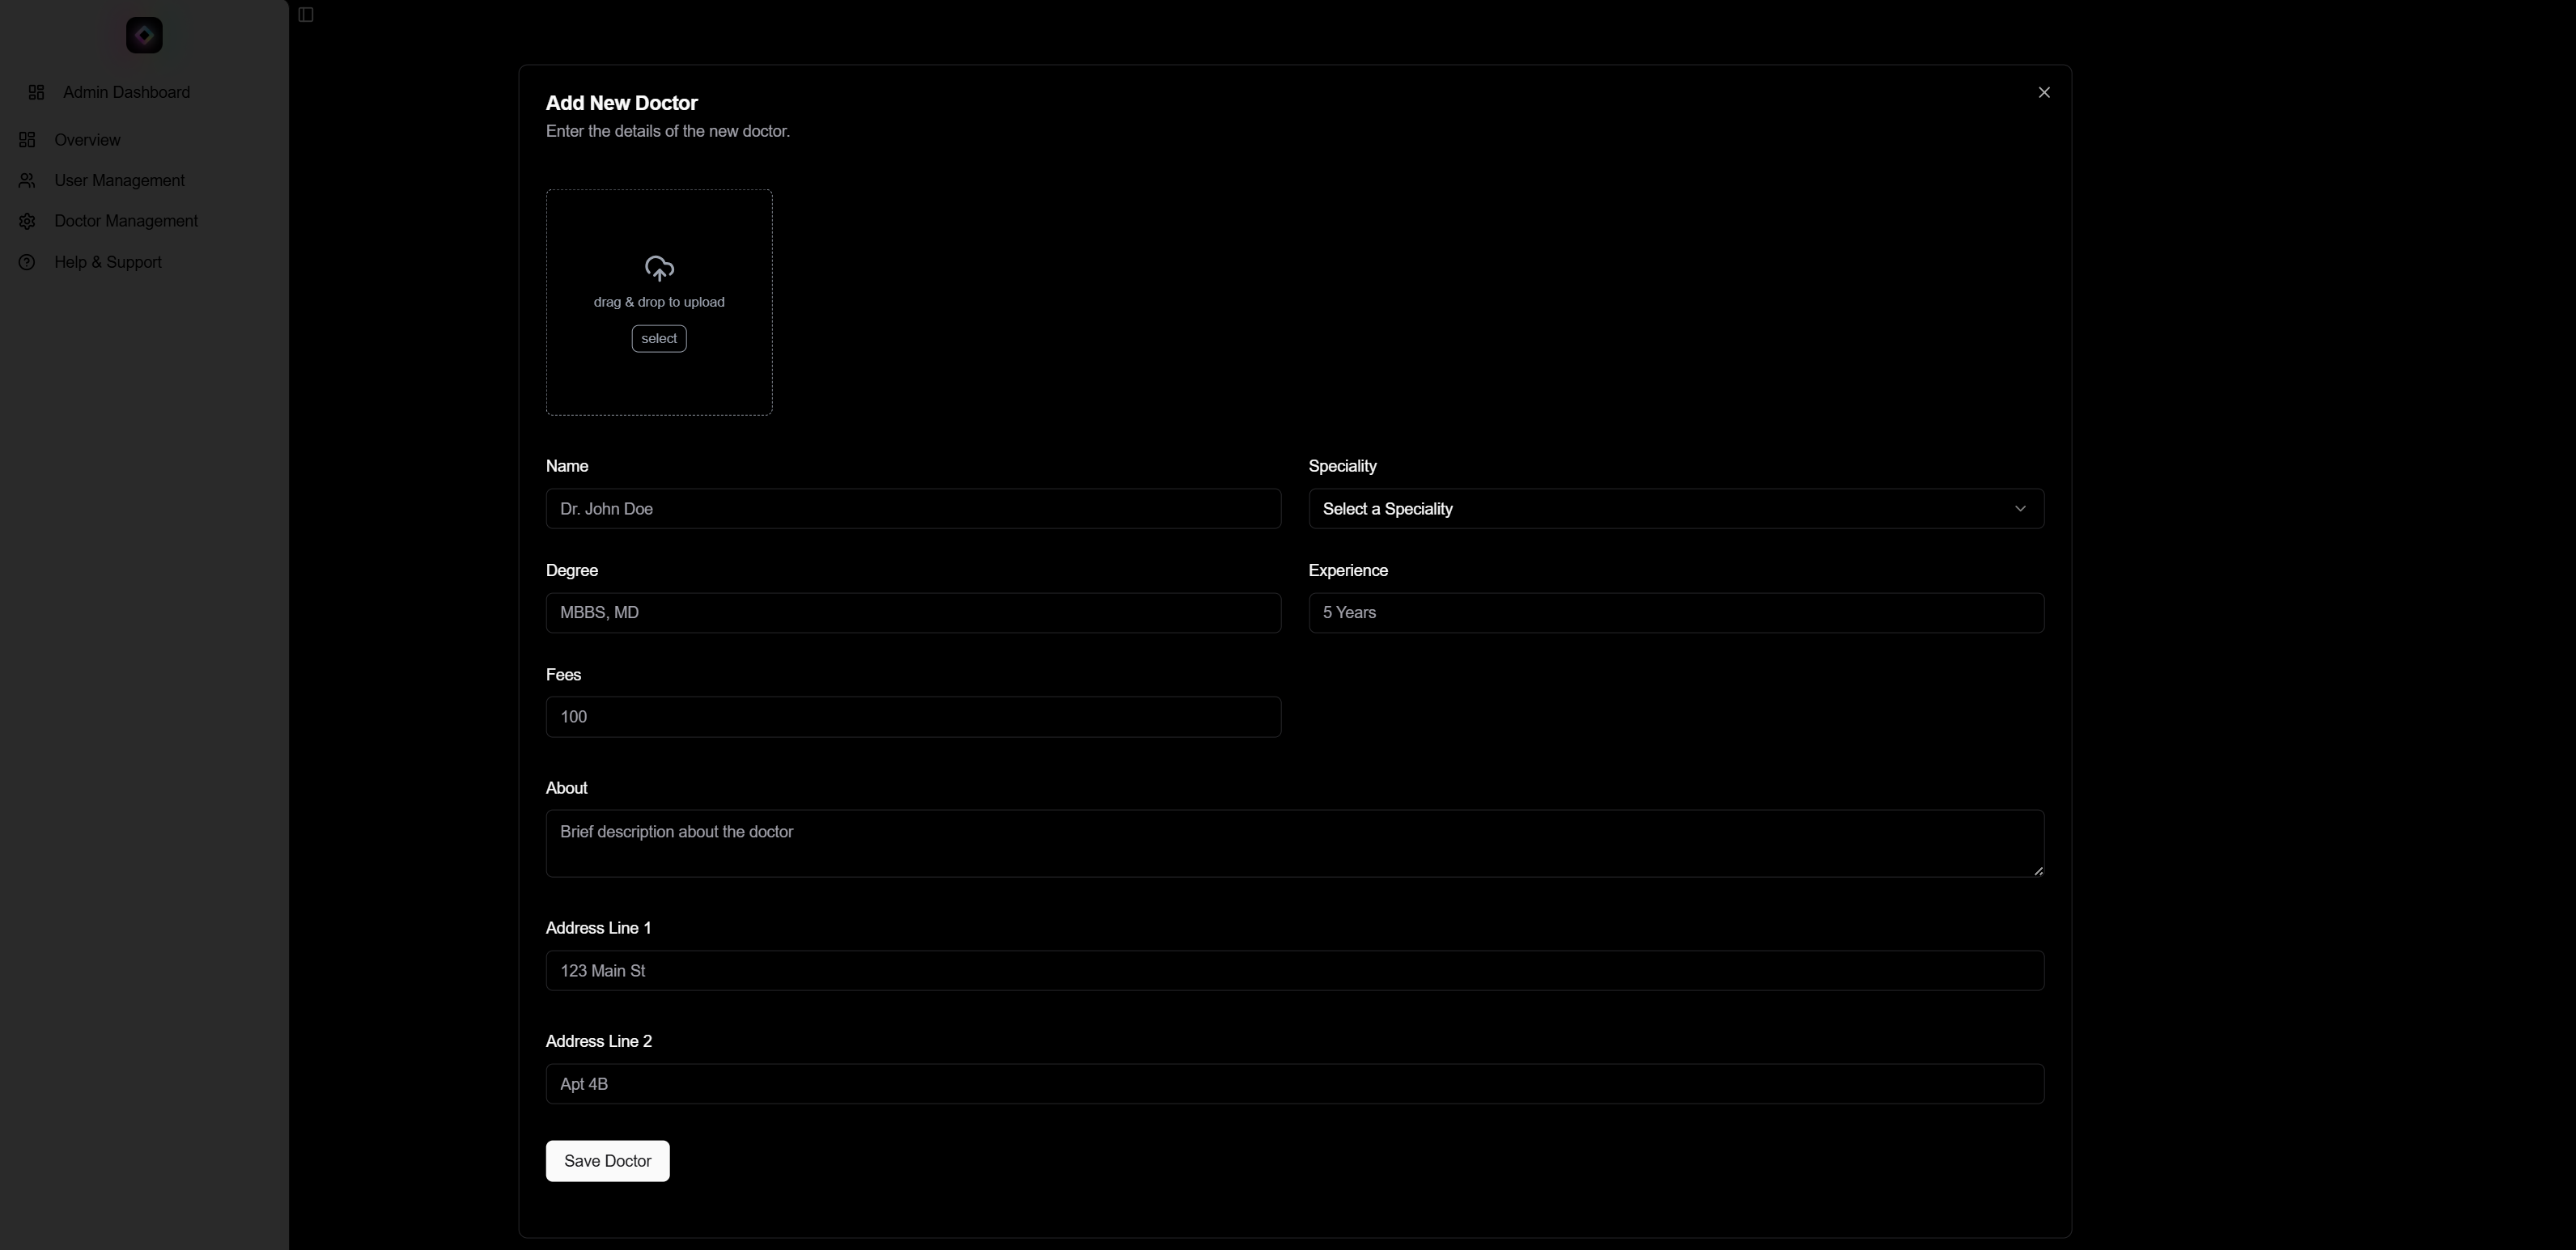 Admin Dashboard
Overview
User Management
Doctor Management
Help & Support
Add New Doctor
Enter the details of the new doctor.
drag & drop to upload
select
Name
Speciality
Dr. John Doe
Select a Speciality
Degree
Experience
MBBS, MD
5 Years
Fees
100
About
Brief description about the doctor
Address Line 1
123 Main St
Address Line 2
Apt 4B
Save Doctor